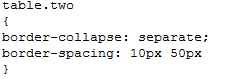 table.two
{
border-collapse: separate;
border-spacing: 10px 50px
}